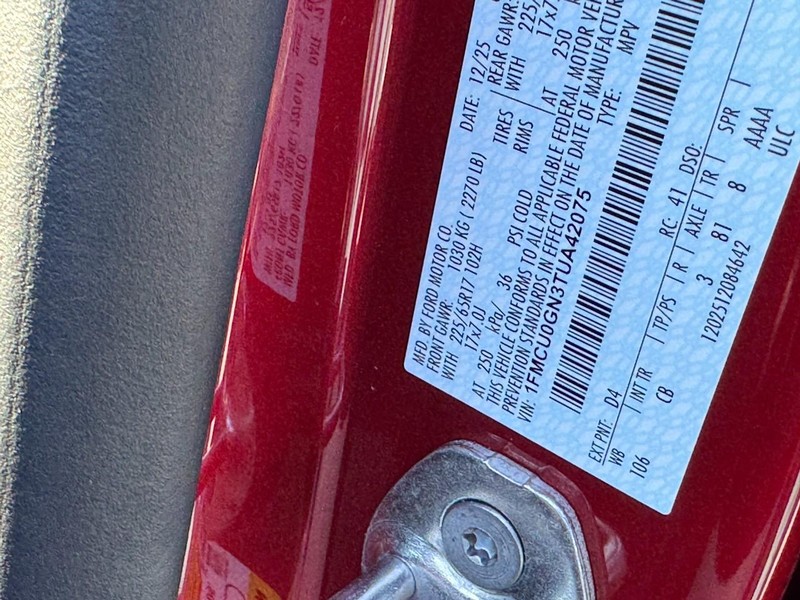 MFD. BY FORD MOTOR CO.
DATE: 12/25
FRONT GAWR: 1030 KG ( 2270 LB)
REAR GAWR:
WITH 225/65R17 102H TIRES
WITH 225/
17x7.0J RIMS
17x7.
AT 250 kPa/ 36 PSI COLD
AT 250
THIS VEHICLE CONFORMS TO ALL APPLICABLE FEDERAL MOTOR VEH
PREVENTION STANDARDS IN EFFECT ON THE DATE OF MANUFACTUR
VIN: 1FMCU0GN3TUA42075
TYPE: MPV
EXT PNT: D4 RC: 41 DSO:
WB INT TR TP/PS R AXLE TR SPR
106 CB 3 81 8 AAAA
1202512084642 ULC